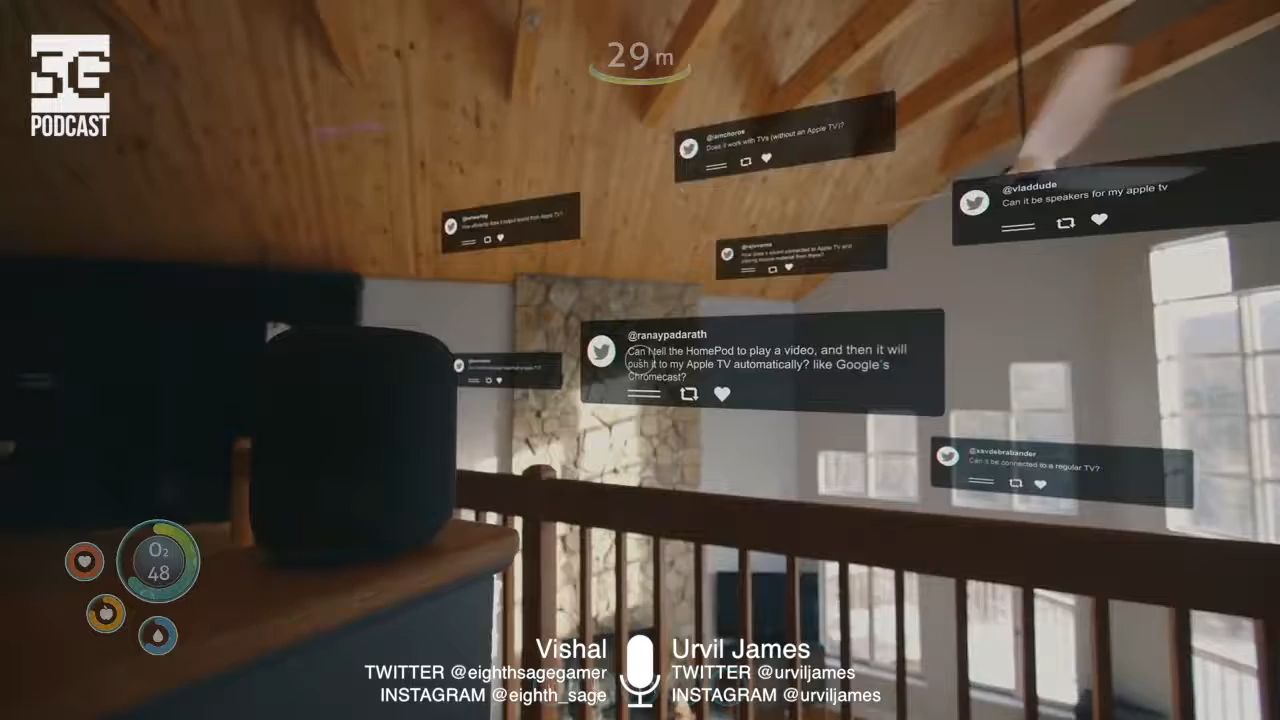 3G
PODCAST
29 m
@iamchoros
Does it work with TVs (without an Apple TV)?
@vladdude
Can it be speakers for my apple tv
@ranaypadarath
Can I tell the HomePod to play a video, and then it will
push it to my Apple TV automatically? like Google's
Chromecast?
@xavdebrabander
Can it be connected to a regular TV?
O2
48
Vishal
TWITTER @eighthsagegamer
INSTAGRAM @eighth_sage
Urvil James
TWITTER @urviljames
INSTAGRAM @urviljames